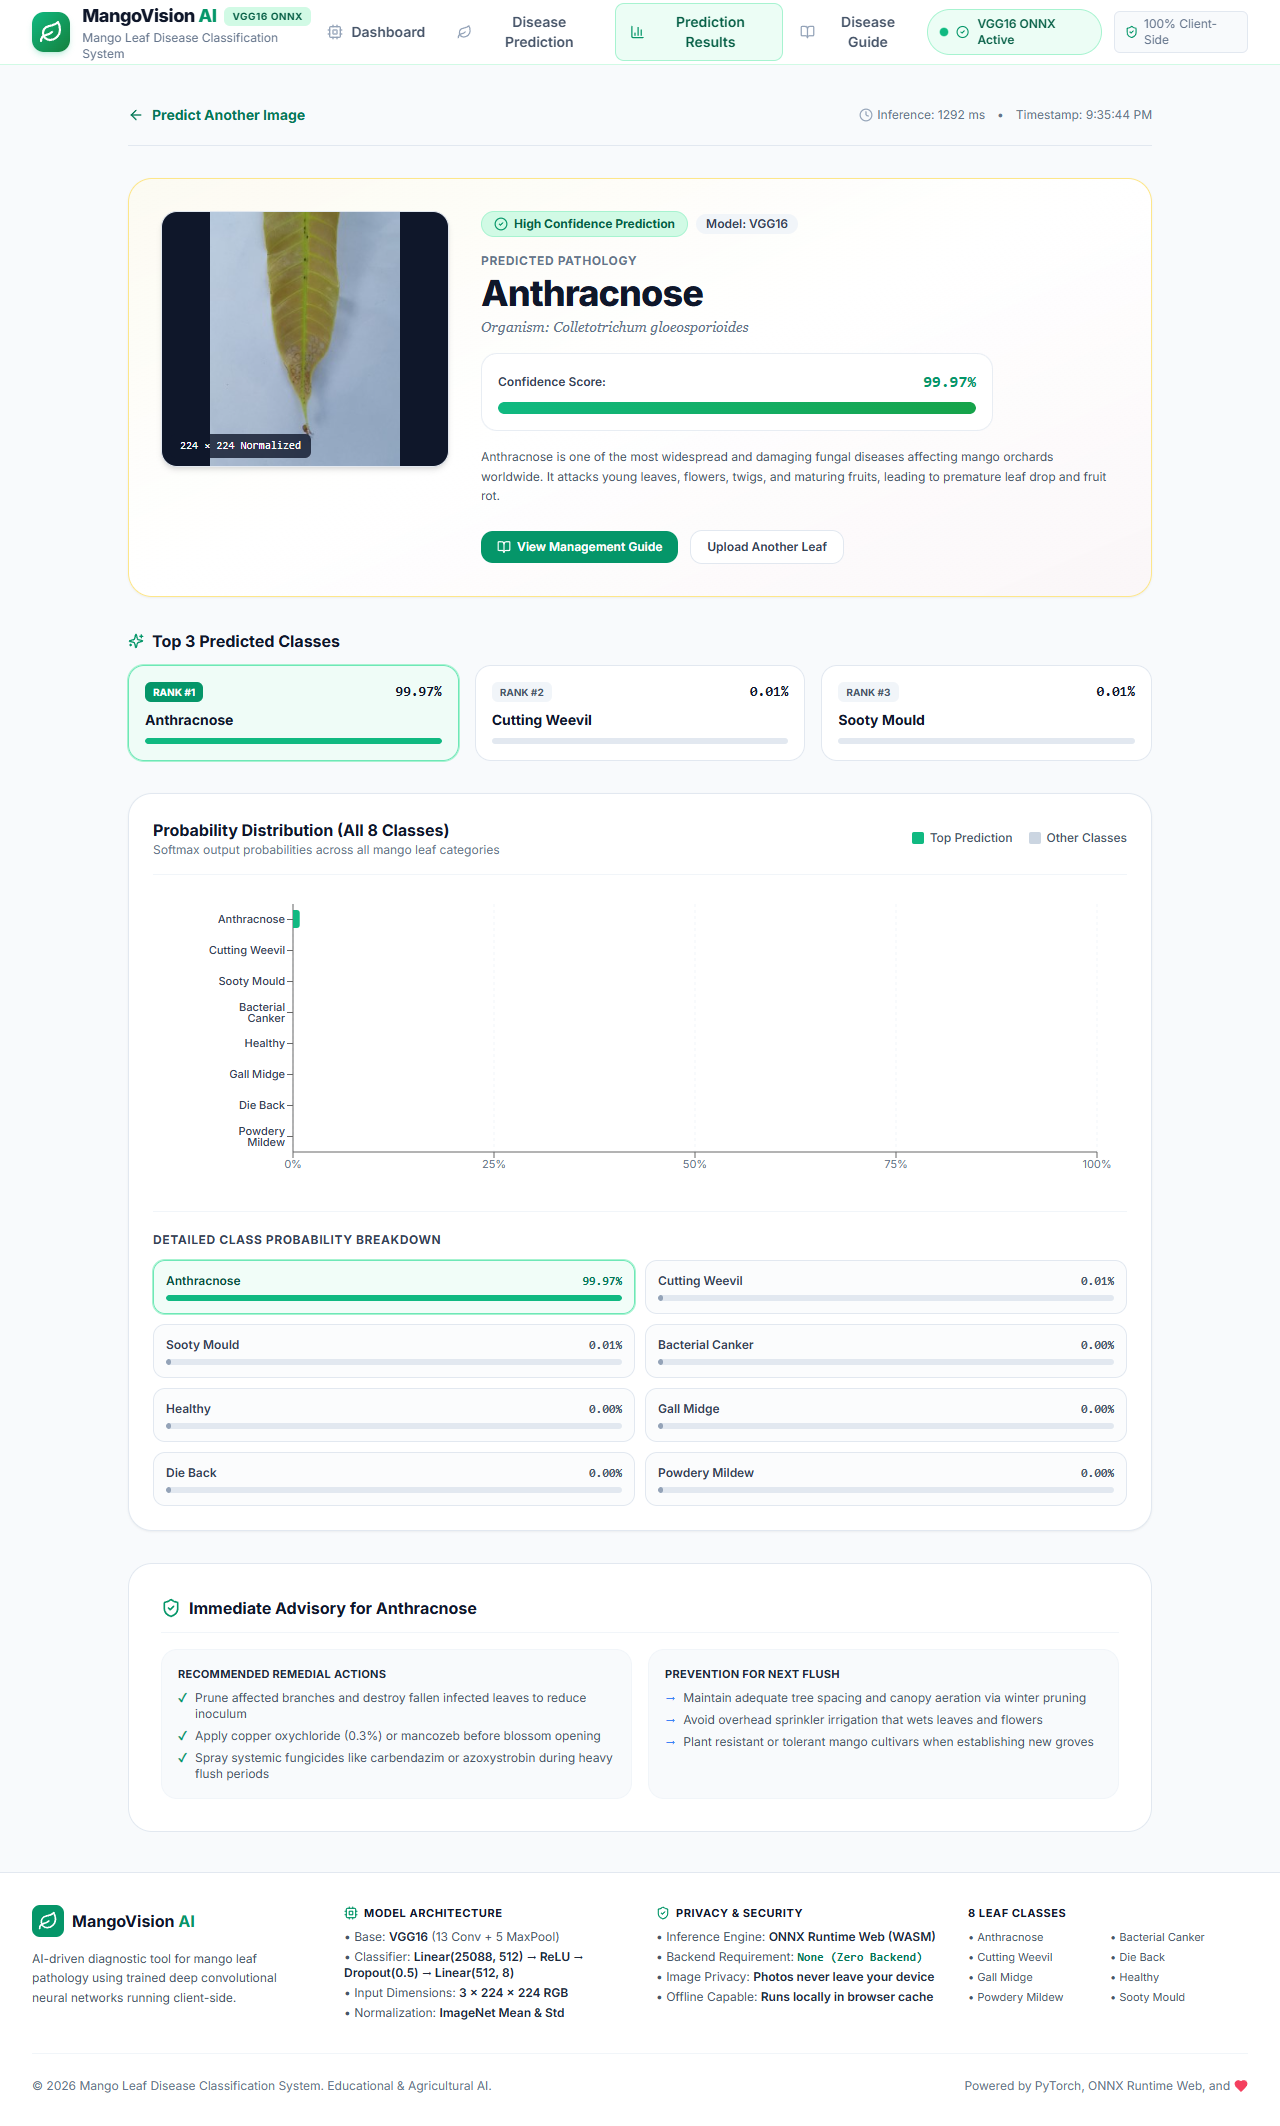 MangoVision AI VGG16 ONNX
Mango Leaf Disease Classification
System
Dashboard
Disease
Prediction
Prediction
Results
Disease
Guide
VGG16 ONNX
Active
100% Client-
Side
Predict Another Image
Inference: 1292 ms • Timestamp: 9:35:44 PM
224 × 224 Normalized
High Confidence Prediction
Model: VGG16
PREDICTED PATHOLOGY
Anthracnose
Organism: Colletotrichum gloeosporioides
Confidence Score: 99.97%
Anthracnose is one of the most widespread and damaging fungal diseases affecting mango orchards
worldwide. It attacks young leaves, flowers, twigs, and maturing fruits, leading to premature leaf drop and fruit
rot.
View Management Guide
Upload Another Leaf
Top 3 Predicted Classes
RANK #1 99.97%
Anthracnose
RANK #2 0.01%
Cutting Weevil
RANK #3 0.01%
Sooty Mould
Probability Distribution (All 8 Classes)
Softmax output probabilities across all mango leaf categories
Top Prediction
Other Classes
Anthracnose
Cutting Weevil
Sooty Mould
Bacterial
Canker
Healthy
Gall Midge
Die Back
Powdery
Mildew
0% 25% 50% 75% 100%
DETAILED CLASS PROBABILITY BREAKDOWN
Anthracnose 99.97%
Cutting Weevil 0.01%
Sooty Mould 0.01%
Bacterial Canker 0.00%
Healthy 0.00%
Gall Midge 0.00%
Die Back 0.00%
Powdery Mildew 0.00%
Immediate Advisory for Anthracnose
RECOMMENDED REMEDIAL ACTIONS
✓ Prune affected branches and destroy fallen infected leaves to reduce
inoculum
✓ Apply copper oxychloride (0.3%) or mancozeb before blossom opening
✓ Spray systemic fungicides like carbendazim or azoxystrobin during heavy
flush periods
PREVENTION FOR NEXT FLUSH
→ Maintain adequate tree spacing and canopy aeration via winter pruning
→ Avoid overhead sprinkler irrigation that wets leaves and flowers
→ Plant resistant or tolerant mango cultivars when establishing new groves
MangoVision AI
AI-driven diagnostic tool for mango leaf
pathology using trained deep convolutional
neural networks running client-side.
MODEL ARCHITECTURE
• Base: VGG16 (13 Conv + 5 MaxPool)
• Classifier: Linear(25088, 512) → ReLU →
Dropout(0.5) → Linear(512, 8)
• Input Dimensions: 3 × 224 × 224 RGB
• Normalization: ImageNet Mean & Std
PRIVACY & SECURITY
• Inference Engine: ONNX Runtime Web (WASM)
• Backend Requirement: None (Zero Backend)
• Image Privacy: Photos never leave your device
• Offline Capable: Runs locally in browser cache
8 LEAF CLASSES
• Anthracnose
• Bacterial Canker
• Cutting Weevil
• Die Back
• Gall Midge
• Healthy
• Powdery Mildew
• Sooty Mould
© 2026 Mango Leaf Disease Classification System. Educational & Agricultural AI.
Powered by PyTorch, ONNX Runtime Web, and ❤